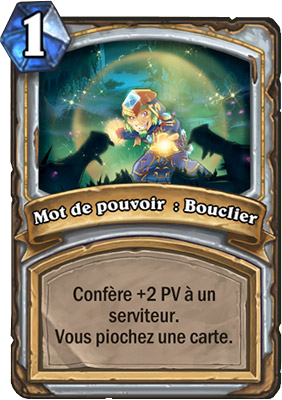 1
Mot de pouvoir : Bouclier
Confère +2 PV à un
serviteur.
Vous piochez une carte.